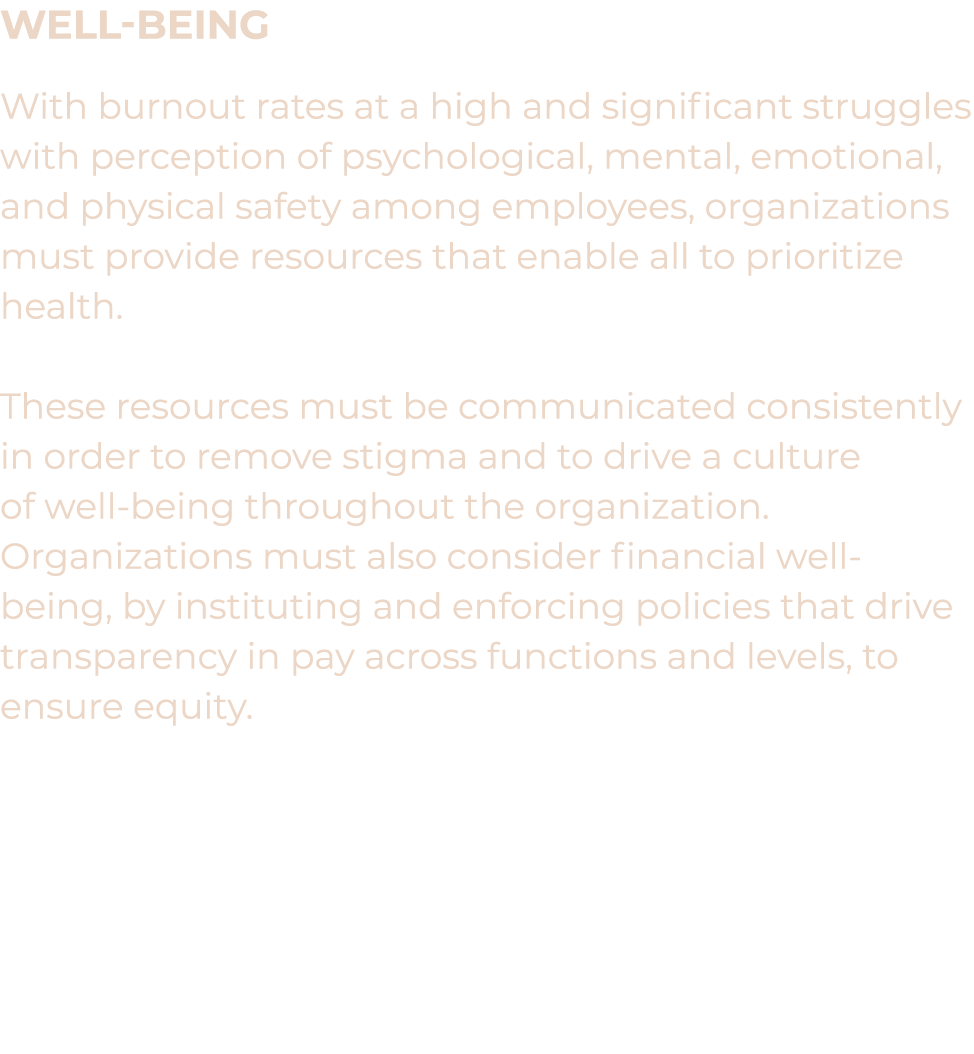 WELL-BEING
With burnout rates at a high and significant struggles
with perception of psychological, mental, emotional,
and physical safety among employees, organizations
must provide resources that enable all to prioritize
health.
These resources must be communicated consistently
in order to remove stigma and to drive a culture
of well-being throughout the organization.
Organizations must also consider financial well-
being, by instituting and enforcing policies that drive
transparency in pay across functions and levels, to
ensure equity.